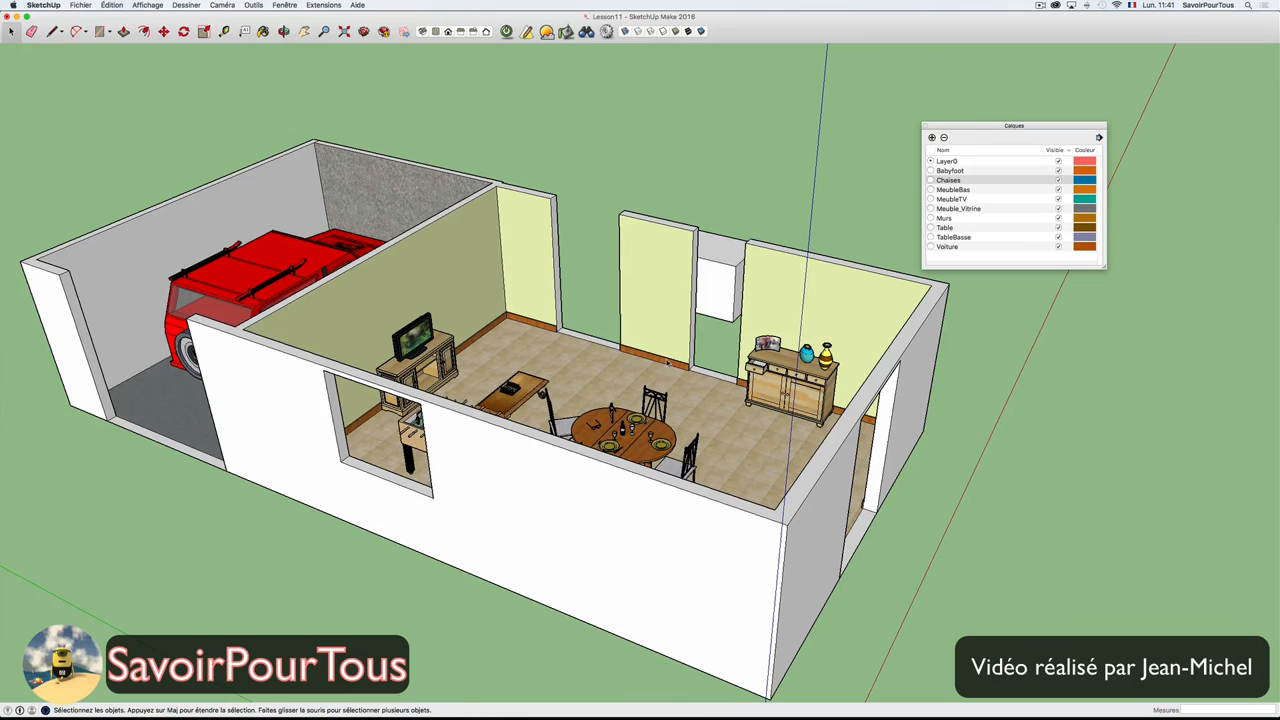 SketchUp Fichier Édition Affichage Dessiner Caméra Outils Fenêtre Extensions Aide
Lun. 11:41 SavoirPourTous
Lesson11 - SketchUp Make 2016
Calques
Nom Visible Couleur
Layer0
Babyfoot
Chaises
MeubleBas
MeubleTV
Meuble_Vitrine
Murs
Table
TableBasse
Voiture
SavoirPourTous
Vidéo réalisé par Jean-Michel
Sélectionnez les objets. Appuyez sur Maj pour étendre la sélection. Faites glisser la souris pour sélectionner plusieurs objets.
Mesures